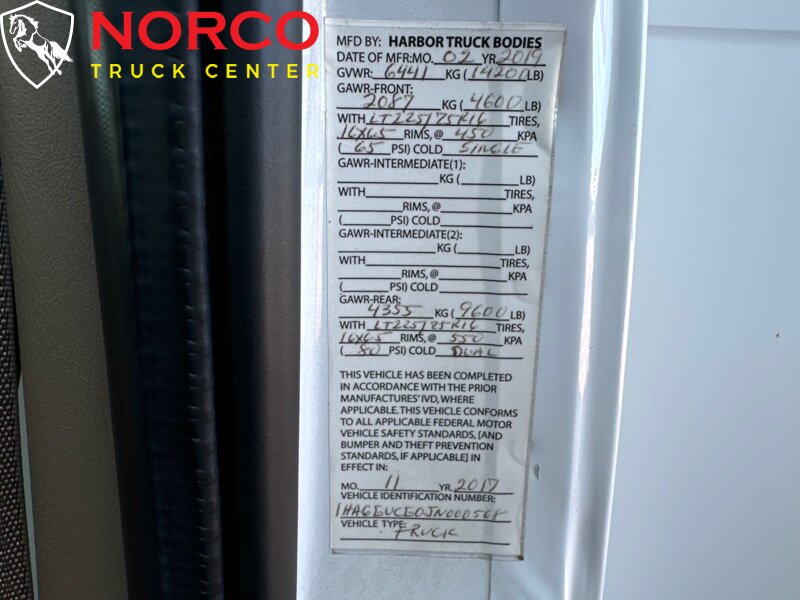 NORCO
TRUCK CENTER
MFD BY: HARBOR TRUCK BODIES
DATE OF MFR: MO. 02 YR. 2019
GVWR: 6441 KG (14200 LB)
GAWR-FRONT:
2087 KG (4600 LB)
WITH LT225/75R16 TIRES,
16X6.5 RIMS, @ 450 KPA
( 65 PSI) COLD SINGLE
GAWR-INTERMEDIATE(1):
KG ( LB)
WITH TIRES,
RIMS, @ KPA
( PSI) COLD
GAWR-INTERMEDIATE(2):
KG ( LB)
WITH TIRES,
RIMS, @ KPA
( PSI) COLD
GAWR-REAR:
4355 KG (9600 LB)
WITH LT225/75R16 TIRES,
16X6.5 RIMS, @ 550 KPA
( 80 PSI) COLD DUAL
THIS VEHICLE HAS BEEN COMPLETED
IN ACCORDANCE WITH THE PRIOR
MANUFACTURES' IVD, WHERE
APPLICABLE. THIS VEHICLE CONFORMS
TO ALL APPLICABLE FEDERAL MOTOR
VEHICLE SAFETY STANDARDS, [AND
BUMPER AND THEFT PREVENTION
STANDARDS, IF APPLICABLE] IN
EFFECT IN:
MO. 11 YR. 2017
VEHICLE IDENTIFICATION NUMBER:
1HA6EUCE0JN000568
VEHICLE TYPE:
TRUCK